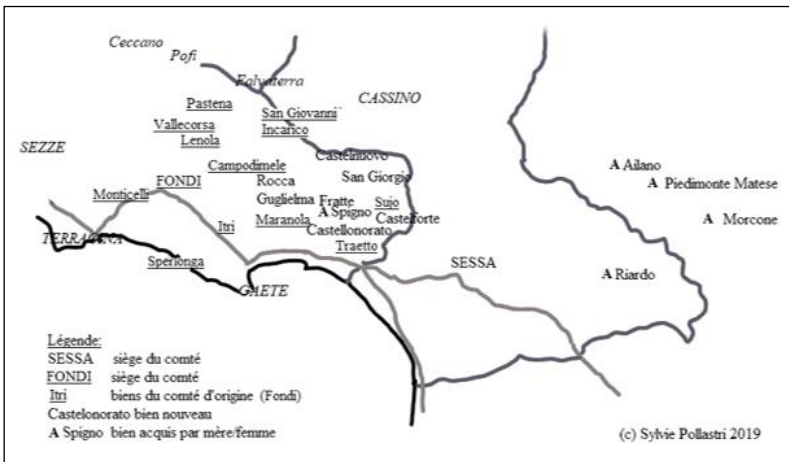 Ceccano
Pofi
Falvaterra
CASSINO
Pastena
San Giovanni
Incarico
Vallecorsa
Lenola
SEZZE
Castelnuovo
Campodimele
San Giorgio
FONDI
Rocca
Guglielma
Monticelli
Fratte
Sujo
A Spigno
Castelforte
Itri
Maranola
Castellonorato
Traetto
TERRACINA
Sperlonga
GAETE
SESSA
A Ailano
A Piedimonte Matese
A Morcone
A Riardo
Légende:
SESSA siège du comté
FONDI siège du comté
Itri biens du comté d'origine (Fondi)
Castelonorato bien nouveau
A Spigno bien acquis par mère/femme
(c) Sylvie Pollastri 2019